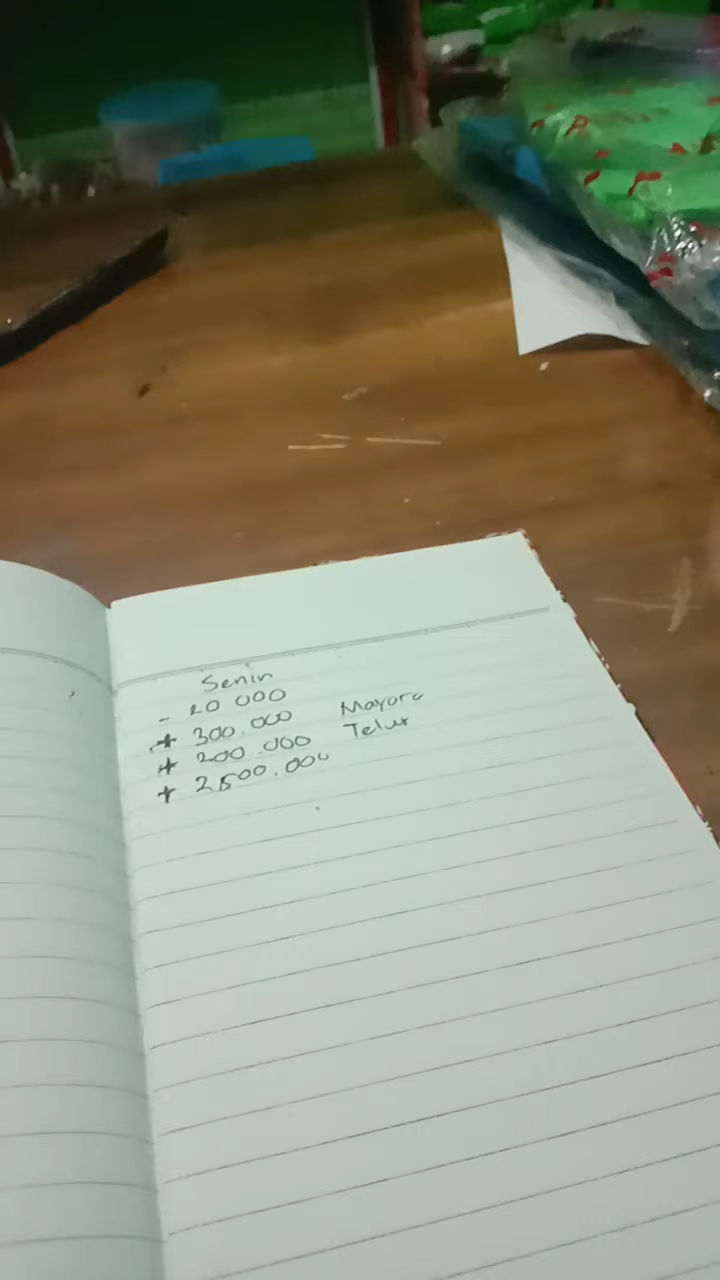 Senin
- 20 000
+ 300.000 Mayora
+ 200.000 Telur
+ 2500.000